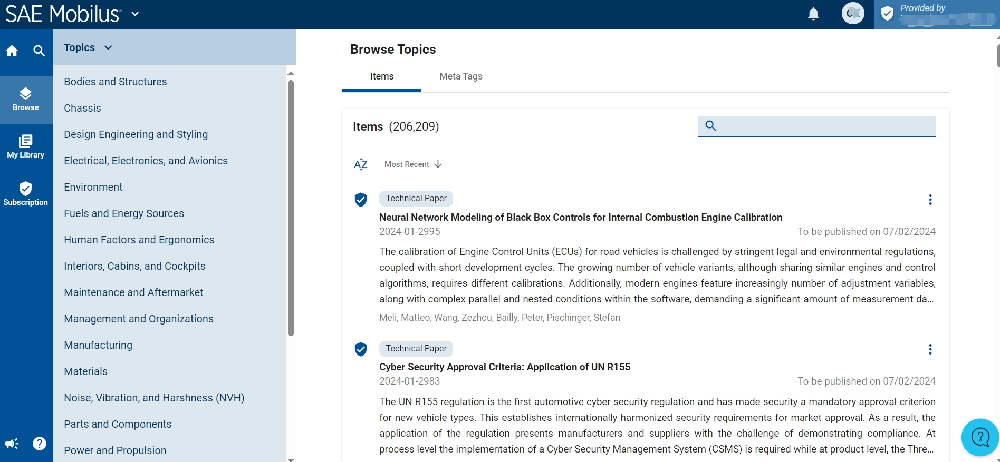 SAE Mobilus
Provided by
Topics
Bodies and Structures
Chassis
Design Engineering and Styling
Electrical, Electronics, and Avionics
Environment
Fuels and Energy Sources
Human Factors and Ergonomics
Interiors, Cabins, and Cockpits
Maintenance and Aftermarket
Management and Organizations
Manufacturing
Materials
Noise, Vibration, and Harshness (NVH)
Parts and Components
Power and Propulsion
Browse
My Library
Subscription
Browse Topics
Items
Meta Tags
Items (206,209)
AZ
Most Recent
Technical Paper
Neural Network Modeling of Black Box Controls for Internal Combustion Engine Calibration
2024-01-2995
To be published on 07/02/2024
The calibration of Engine Control Units (ECUs) for road vehicles is challenged by stringent legal and environmental regulations,
coupled with short development cycles. The growing number of vehicle variants, although sharing similar engines and control
algorithms, requires different calibrations. Additionally, modern engines feature increasingly number of adjustment variables,
along with complex parallel and nested conditions within the software, demanding a significant amount of measurement da...
Meli, Matteo, Wang, Zezhou, Bailly, Peter, Pischinger, Stefan
Technical Paper
Cyber Security Approval Criteria: Application of UN R155
2024-01-2983
To be published on 07/02/2024
The UN R155 regulation is the first automotive cyber security regulation and has made security a mandatory approval criterion
for new vehicle types. This establishes internationally harmonized security requirements for market approval. As a result, the
application of the regulation presents manufacturers and suppliers with the challenge of demonstrating compliance. At
process level the implementation of a Cyber Security Management System (CSMS) is required while at product level, the Thre...